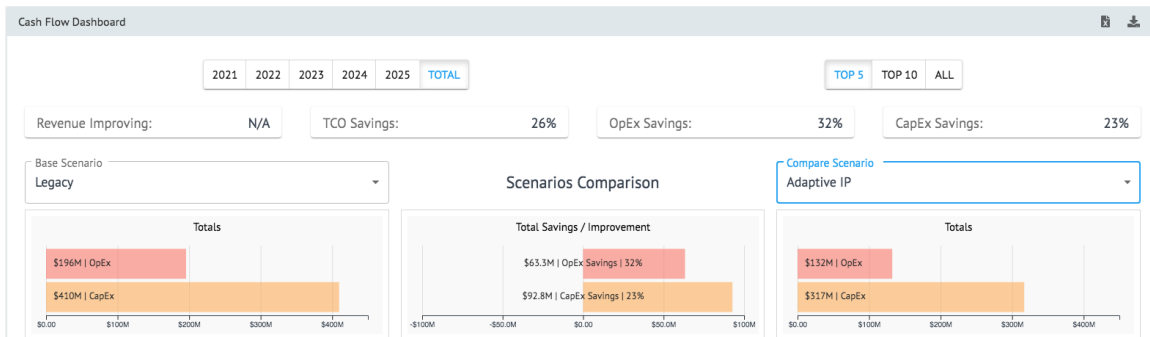 Cash Flow Dashboard
2021 2022 2023 2024 2025 TOTAL
TOP 5 TOP 10 ALL
Revenue Improving: N/A
TCO Savings: 26%
OpEx Savings: 32%
CapEx Savings: 23%
Base Scenario
Legacy
Scenarios Comparison
Compare Scenario
Adaptive IP
Totals
$196M | OpEx
$410M | CapEx
$0.00 $100M $200M $300M $400M
Total Savings / Improvement
$63.3M | OpEx Savings | 32%
$92.8M | CapEx Savings | 23%
-$100M -$50.0M $0.00 $50.0M $100M
Totals
$132M | OpEx
$317M | CapEx
$0.00 $100M $200M $300M $400M